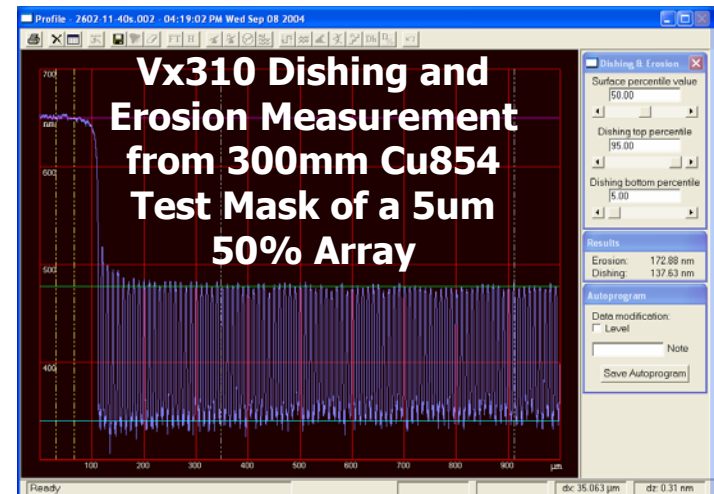 Profile - 2602-11-40s.002 - 04:19:02 PM Wed Sep 08 2004
Vx310 Dishing and
Erosion Measurement
from 300mm Cu854
Test Mask of a 5um
50% Array
700
nm
600
500
400
100 200 300 400 500 600 700 800 900 µm
Dishing & Erosion...
Surface percentile value
50.00
Dishing top percentile
95.00
Dishing bottom percentile
5.00
Results
Erosion: 172.88 nm
Dishing: 137.63 nm
Autoprogram
Data modification:
Level
Note
Save Autoprogram
Ready
dx: 35.063 µm dz: 0.31 nm